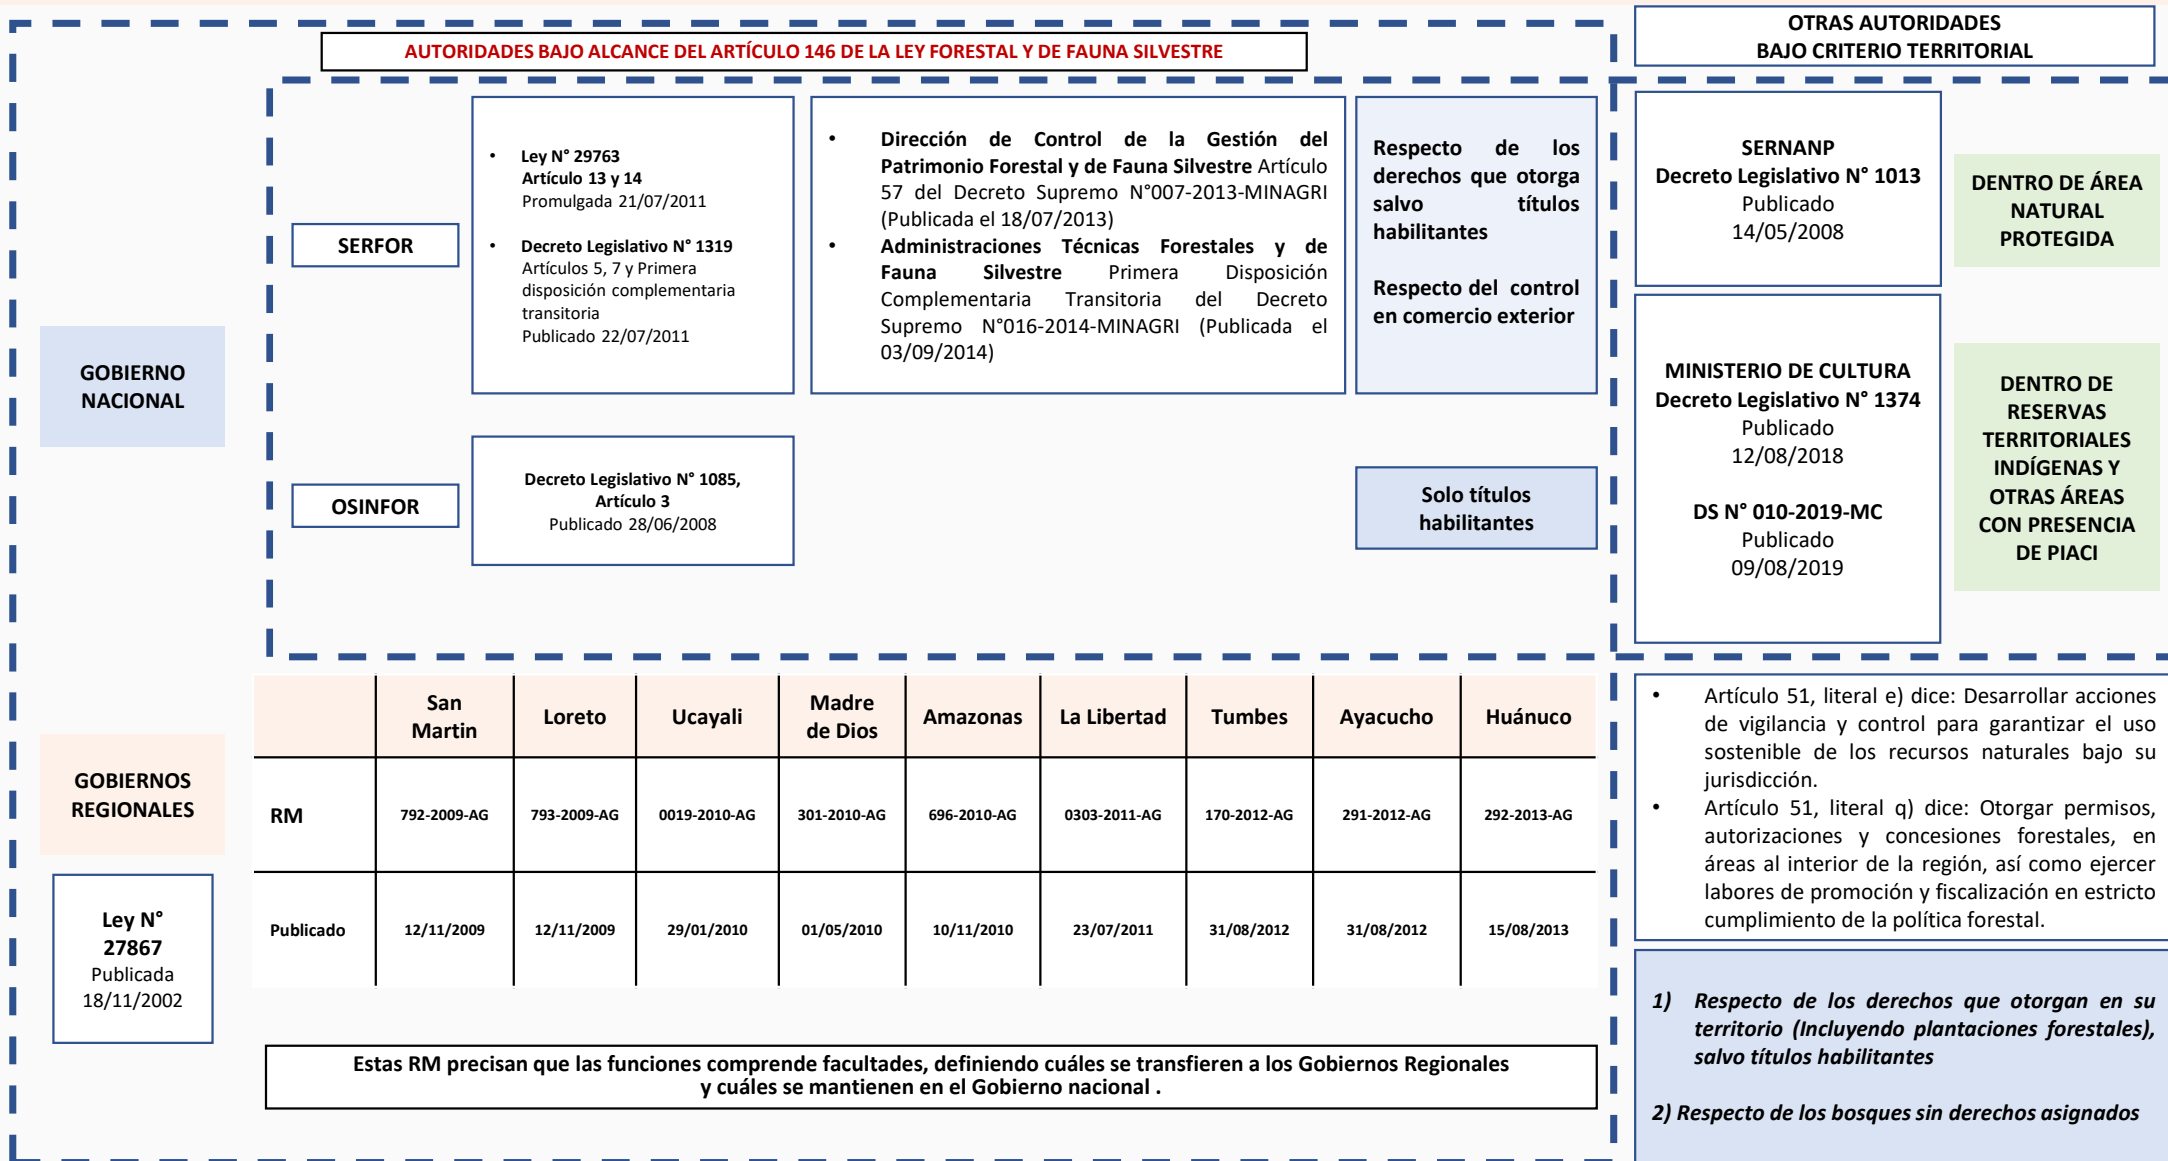 AUTORIDADES BAJO ALCANCE DEL ARTÍCULO 146 DE LA LEY FORESTAL Y DE FAUNA SILVESTRE
OTRAS AUTORIDADES
BAJO CRITERIO TERRITORIAL
GOBIERNO
NACIONAL
SERFOR
• Ley N° 29763
Artículo 13 y 14
Promulgada 21/07/2011
• Decreto Legislativo N° 1319
Artículos 5, 7 y Primera
disposición complementaria
transitoria
Publicado 22/07/2011
• Dirección de Control de la Gestión del
Patrimonio Forestal y de Fauna Silvestre Artículo
57 del Decreto Supremo N°007-2013-MINAGRI
(Publicada el 18/07/2013)
• Administraciones Técnicas Forestales y de
Fauna Silvestre Primera Disposición
Complementaria Transitoria del Decreto
Supremo N°016-2014-MINAGRI (Publicada el
03/09/2014)
Respecto de los
derechos que otorga
salvo títulos
habilitantes
Respecto del control
en comercio exterior
OSINFOR
Decreto Legislativo N° 1085,
Artículo 3
Publicado 28/06/2008
Solo títulos
habilitantes
SERNANP
Decreto Legislativo N° 1013
Publicado
14/05/2008
DENTRO DE ÁREA
NATURAL
PROTEGIDA
MINISTERIO DE CULTURA
Decreto Legislativo N° 1374
Publicado
12/08/2018
DS N° 010-2019-MC
Publicado
09/08/2019
DENTRO DE
RESERVAS
TERRITORIALES
INDÍGENAS Y
OTRAS ÁREAS
CON PRESENCIA
DE PIACI
GOBIERNOS
REGIONALES
Ley N°
27867
Publicada
18/11/2002
San Martin Loreto Ucayali Madre de Dios Amazonas La Libertad Tumbes Ayacucho Huánuco
RM 792-2009-AG 793-2009-AG 0019-2010-AG 301-2010-AG 696-2010-AG 0303-2011-AG 170-2012-AG 291-2012-AG 292-2013-AG
Publicado 12/11/2009 12/11/2009 29/01/2010 01/05/2010 10/11/2010 23/07/2011 31/08/2012 31/08/2012 15/08/2013
Estas RM precisan que las funciones comprende facultades, definiendo cuáles se transfieren a los Gobiernos Regionales
y cuáles se mantienen en el Gobierno nacional .
• Artículo 51, literal e) dice: Desarrollar acciones
de vigilancia y control para garantizar el uso
sostenible de los recursos naturales bajo su
jurisdicción.
• Artículo 51, literal q) dice: Otorgar permisos,
autorizaciones y concesiones forestales, en
áreas al interior de la región, así como ejercer
labores de promoción y fiscalización en estricto
cumplimiento de la política forestal.
1) Respecto de los derechos que otorgan en su
territorio (Incluyendo plantaciones forestales),
salvo títulos habilitantes
2) Respecto de los bosques sin derechos asignados